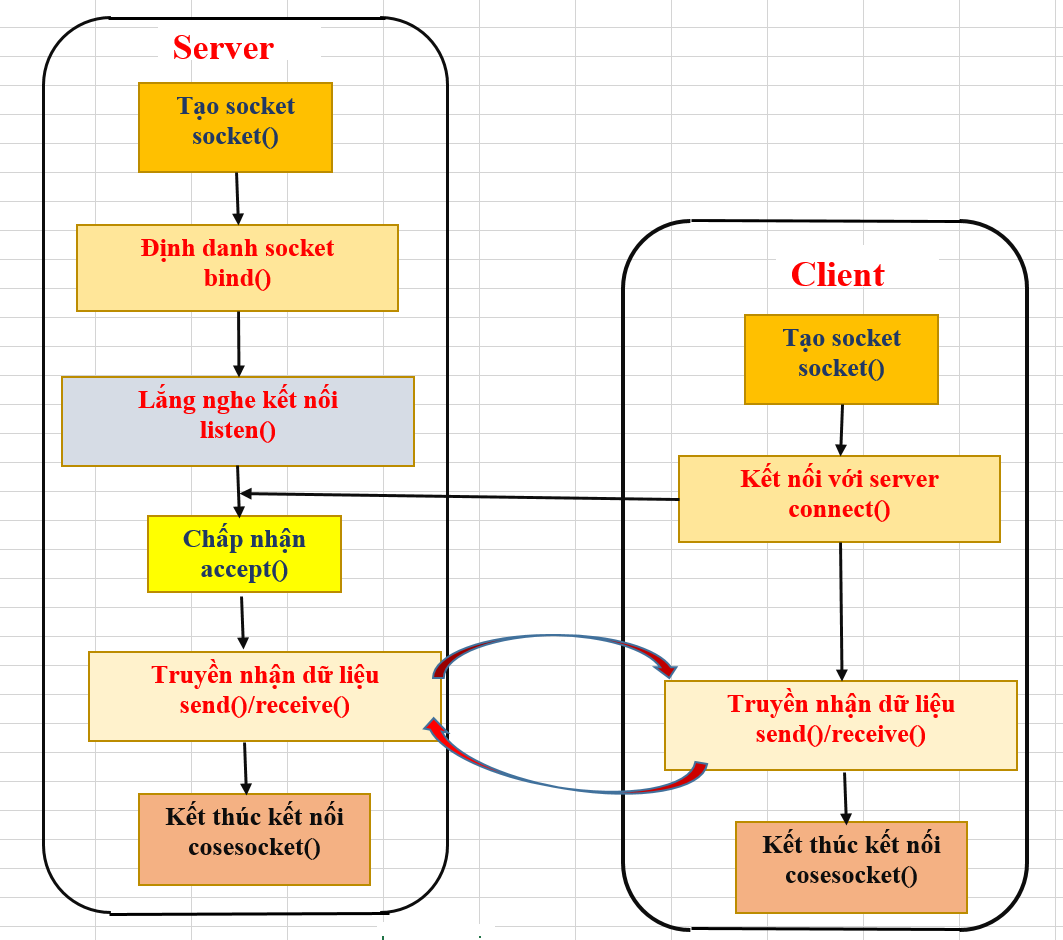 Server
Tạo socket
socket()
Định danh socket
bind()
Lắng nghe kết nối
listen()
Chấp nhận
accept()
Truyền nhận dữ liệu
send()/receive()
Kết thúc kết nối
cosesocket()
Client
Tạo socket
socket()
Kết nối với server
connect()
Truyền nhận dữ liệu
send()/receive()
Kết thúc kết nối
cosesocket()